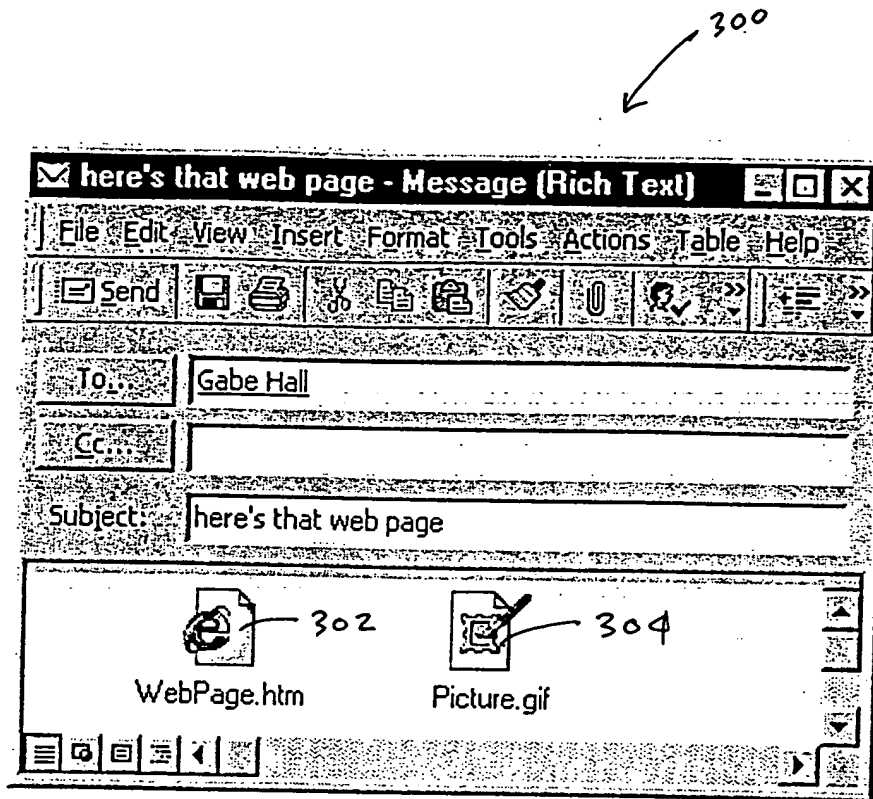 300
here's that web page - Message (Rich Text)
File Edit View Insert Format Tools Actions Table Help
Send
To... Gabe Hall
Cc...
Subject: here's that web page
302 304
WebPage.htm Picture.gif